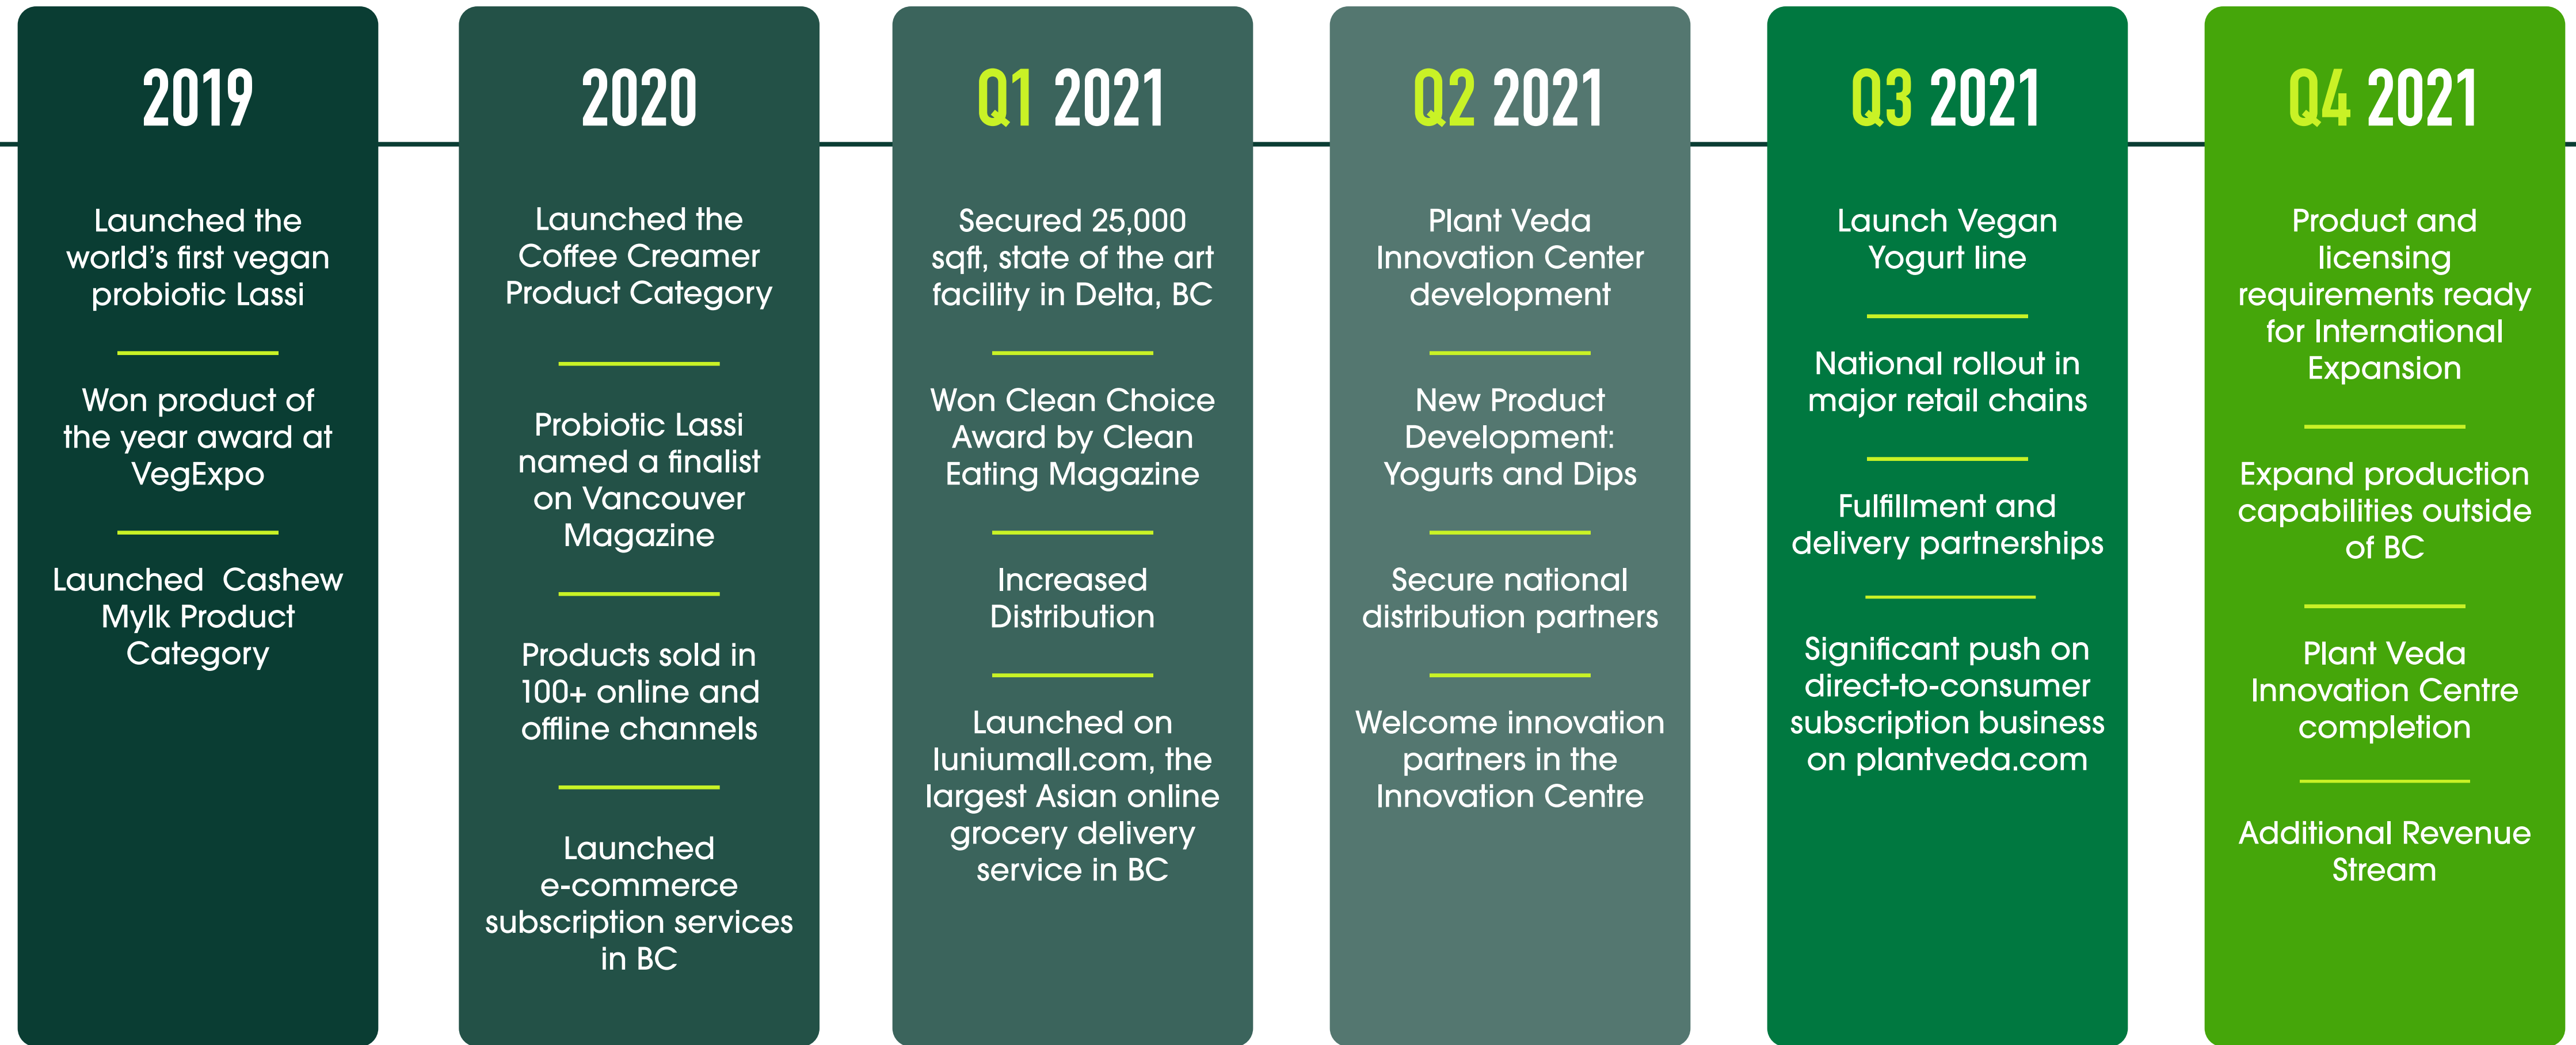 2019
Launched the
world's first vegan
probiotic Lassi
Won product of
the year award at
VegExpo
Launched  Cashew
Mylk Product
Category
2020
Launched the
Coffee Creamer
Product Category
Probiotic Lassi
named a finalist
on Vancouver
Magazine
Products sold in
100+ online and
offline channels
Launched
e-commerce
subscription services
in BC
Q1 2021
Secured 25,000
sqft, state of the art
facility in Delta, BC
Won Clean Choice
Award by Clean
Eating Magazine
Increased
Distribution
Launched on
luniumall.com, the
largest Asian online
grocery delivery
service in BC
Q2 2021
Plant Veda
Innovation Center
development
New Product
Development:
Yogurts and Dips
Secure national
distribution partners
Welcome innovation
partners in the
Innovation Centre
Q3 2021
Launch Vegan
Yogurt line
National rollout in
major retail chains
Fulfillment and
delivery partnerships
Significant push on
direct-to-consumer
subscription business
on plantveda.com
Q4 2021
Product and
licensing
requirements ready
for International
Expansion
Expand production
capabilities outside
of BC
Plant Veda
Innovation Centre
completion
Additional Revenue
Stream